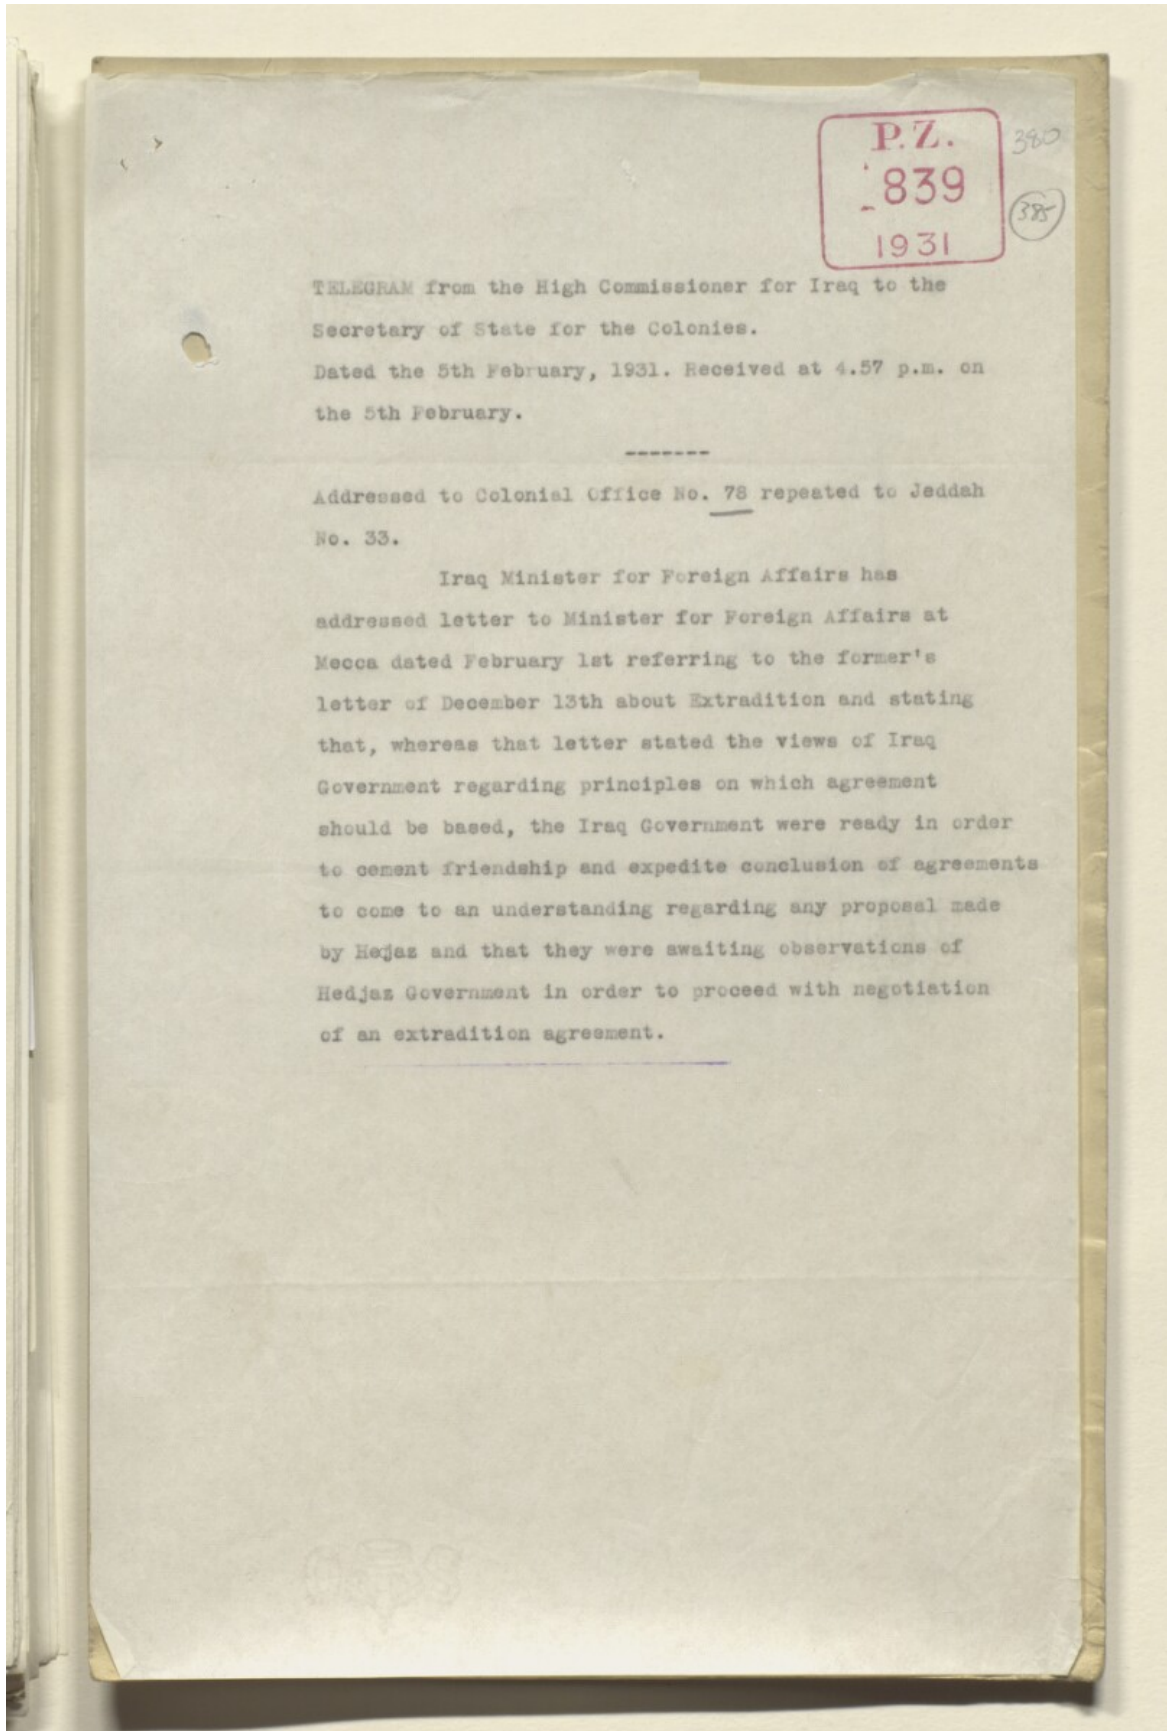 P.Z.
839
1931
380
385
TELEGRAM from the High Commissioner for Iraq to the
Secretary of State for the Colonies.
Dated the 5th February, 1931. Received at 4.57 p.m. on
the 5th February.
-------
Addressed to Colonial Office No. 78 repeated to Jeddah
No. 33.
Iraq Minister for Foreign Affairs has
addressed letter to Minister for Foreign Affairs at
Mecca dated February 1st referring to the former's
letter of December 13th about Extradition and stating
that, whereas that letter stated the views of Iraq
Government regarding principles on which agreement
should be based, the Iraq Government were ready in order
to cement friendship and expedite conclusion of agreements
to come to an understanding regarding any proposal made
by Hejaz and that they were awaiting observations of
Hedjaz Government in order to proceed with negotiation
of an extradition agreement.